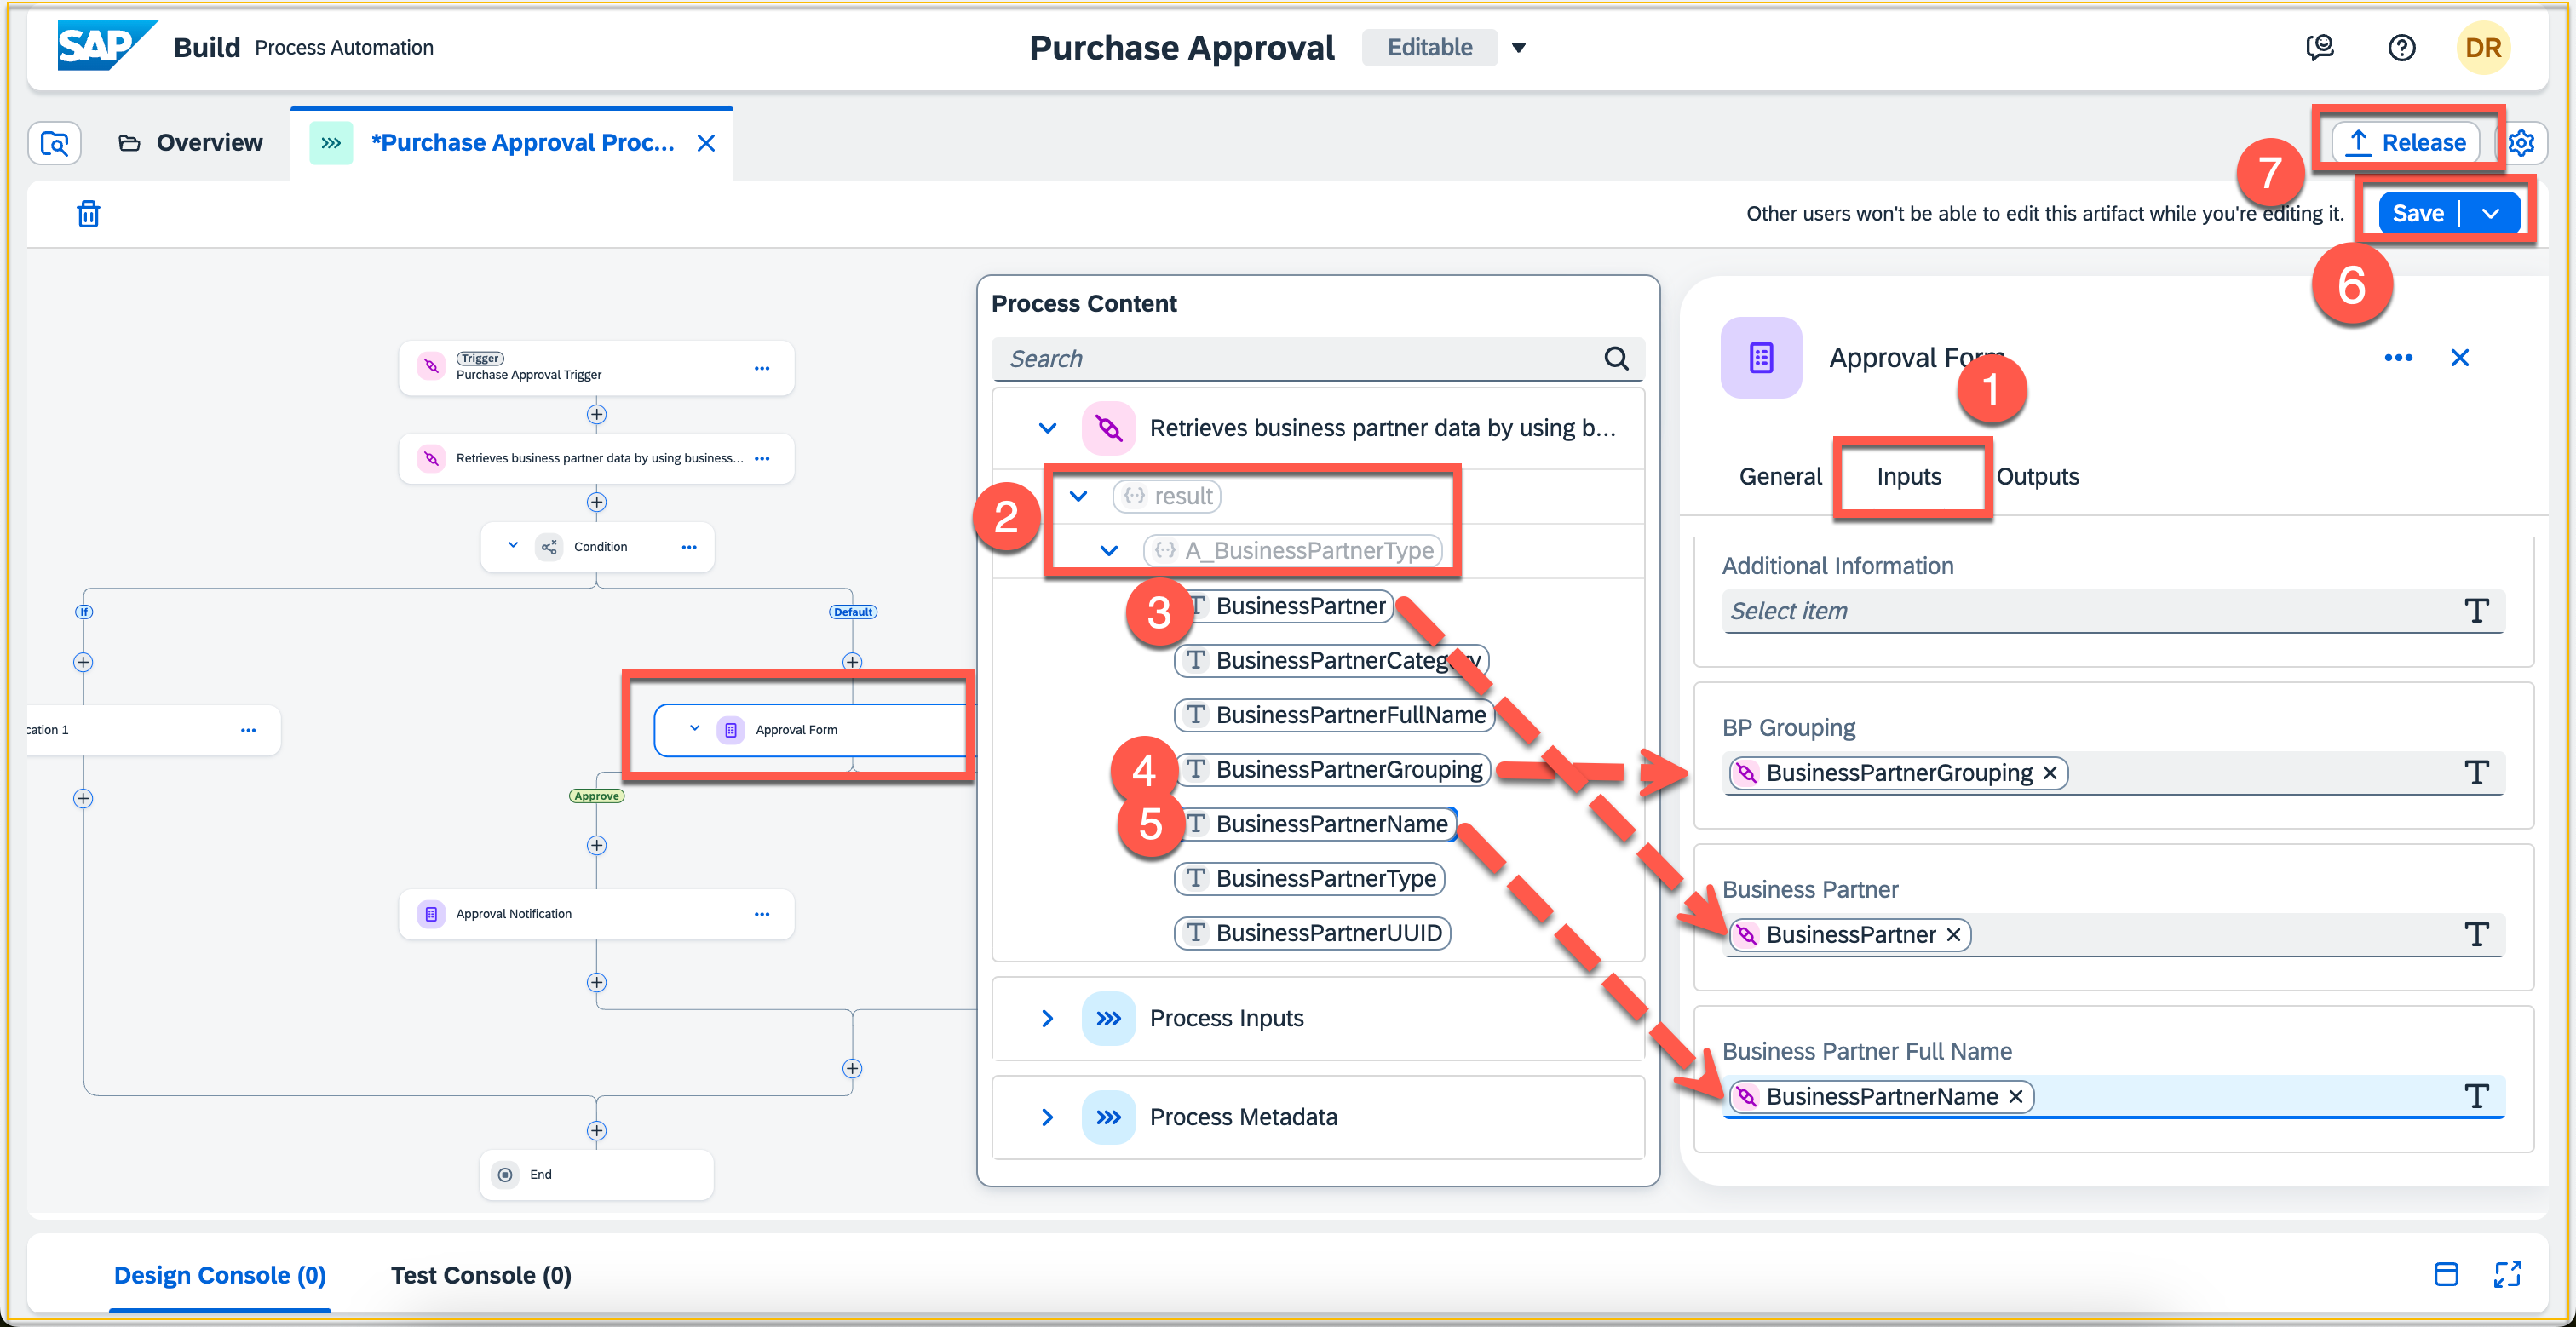 SAP Build Process Automation
Purchase Approval Editable
DR
Overview
*Purchase Approval Proc...
Release
7
Other users won't be able to edit this artifact while you're editing it.
Save
6
Trigger
Purchase Approval Trigger
Retrieves business partner data by using business...
Condition
If
Default
cation 1
Approval Form
Approve
Approval Notification
End
Process Content
Search
Retrieves business partner data by using b...
2
result
A_BusinessPartnerType
3
BusinessPartner
BusinessPartnerCategory
BusinessPartnerFullName
4
BusinessPartnerGrouping
5
BusinessPartnerName
BusinessPartnerType
BusinessPartnerUUID
Process Inputs
Process Metadata
Approval Form
1
General Inputs Outputs
Additional Information
Select item
BP Grouping
BusinessPartnerGrouping
Business Partner
BusinessPartner
Business Partner Full Name
BusinessPartnerName
Design Console (0) Test Console (0)